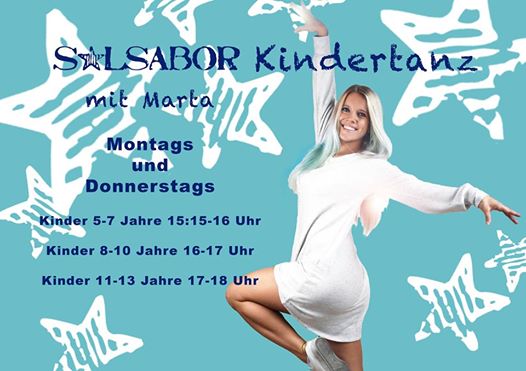 SALSABOR Kindertanz
mit Marta
Montags
und
Donnerstags
Kinder 5-7 Jahre 15:15-16 Uhr
Kinder 8-10 Jahre 16-17 Uhr
Kinder 11-13 Jahre 17-18 Uhr